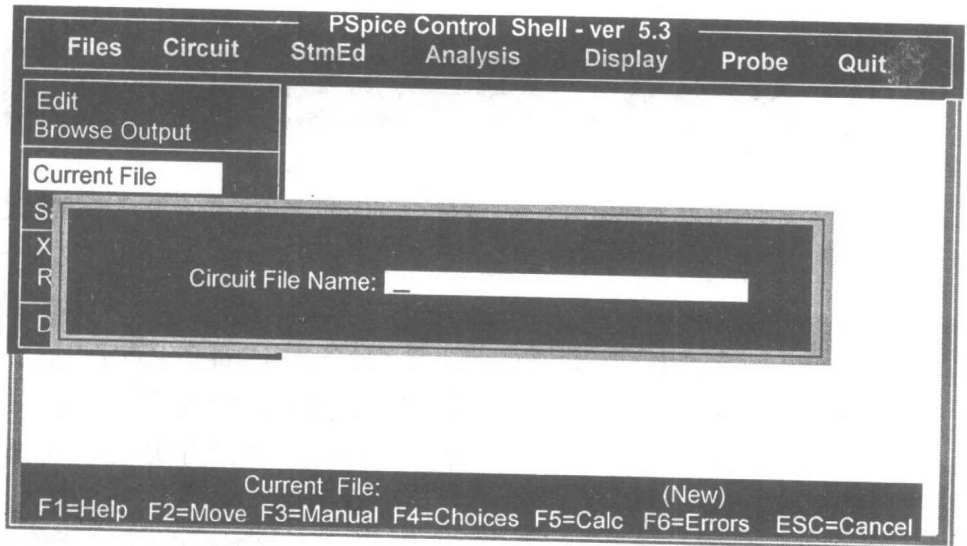 PSpice Control Shell - ver 5.3
Files Circuit StmEd Analysis Display Probe Quit
Edit
Browse Output
Current File
Sa
X
R
D
Circuit File Name: _
Current File: (New)
F1=Help F2=Move F3=Manual F4=Choices F5=Calc F6=Errors ESC=Cancel